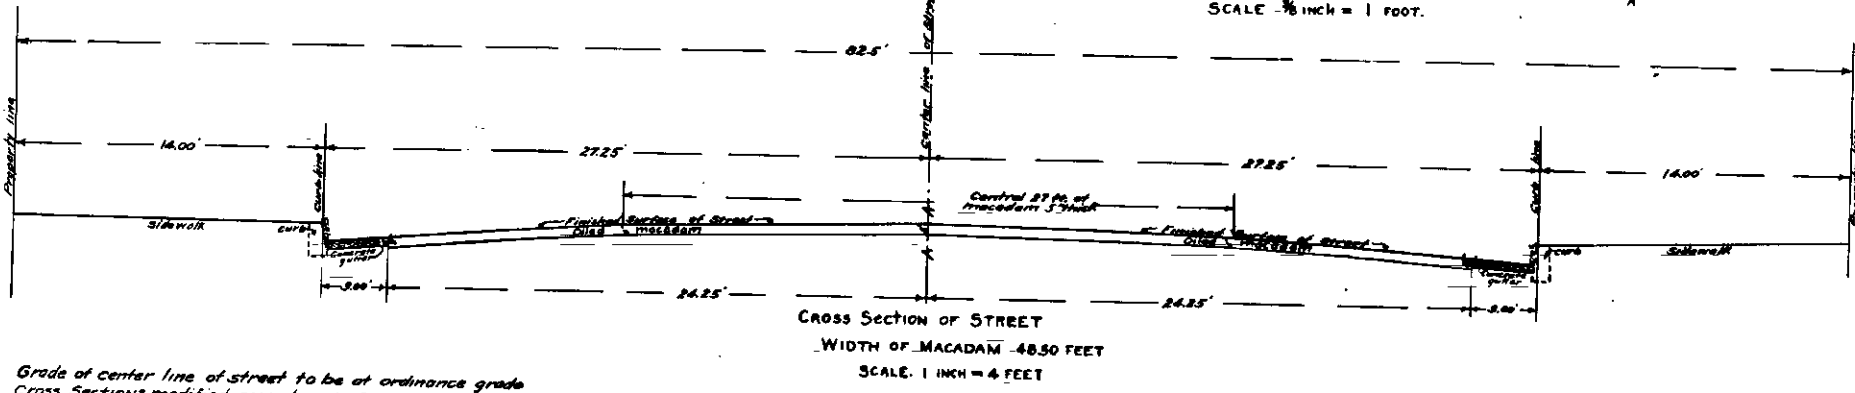 SCALE - 3/8 INCH = 1 FOOT.
82.5'
Property line
Center line of
14.00'
27.25'
27.25'
14.00'
Curb line
Curb line
Central 27 ft. of
macadam 5" thick
Sidewalk
curb
Finished Surface of Street
Oiled macadam
Finished Surface of Street
Oiled macadam
curb
Sidewalk
Concrete
gutter
Concrete
gutter
3.00'
24.25'
24.25'
3.00'
CROSS SECTION OF STREET
WIDTH OF MACADAM - 48.50 FEET
SCALE. 1 INCH = 4 FEET
Grade of center line of street to be at ordinance grade
Cross Sections